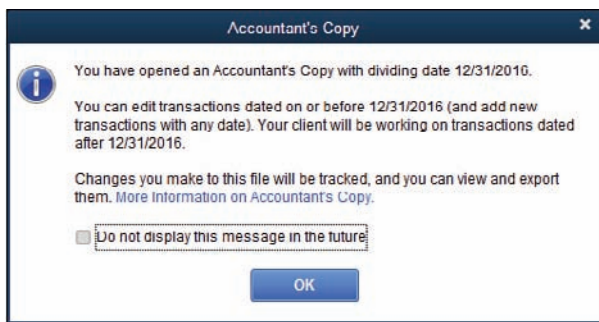 Accountant's Copy
You have opened an Accountant's Copy with dividing date 12/31/2016.
You can edit transactions dated on or before 12/31/2016 (and add new
transactions with any date). Your client will be working on transactions dated
after 12/31/2016.
Changes you make to this file will be tracked, and you can view and export
them. More Information on Accountant's Copy.
Do not display this message in the future
OK